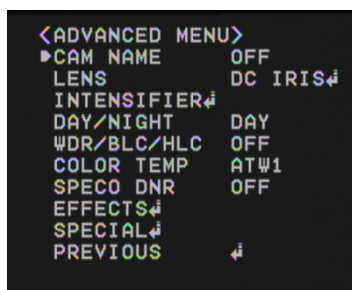 <ADVANCED MENU>
CAM NAME OFF
LENS DC IRIS↲
INTENSIFIER↲
DAY/NIGHT DAY
WDR/BLC/HLC OFF
COLOR TEMP ATW1
SPECO DNR OFF
EFFECTS↲
SPECIAL↲
PREVIOUS ↲